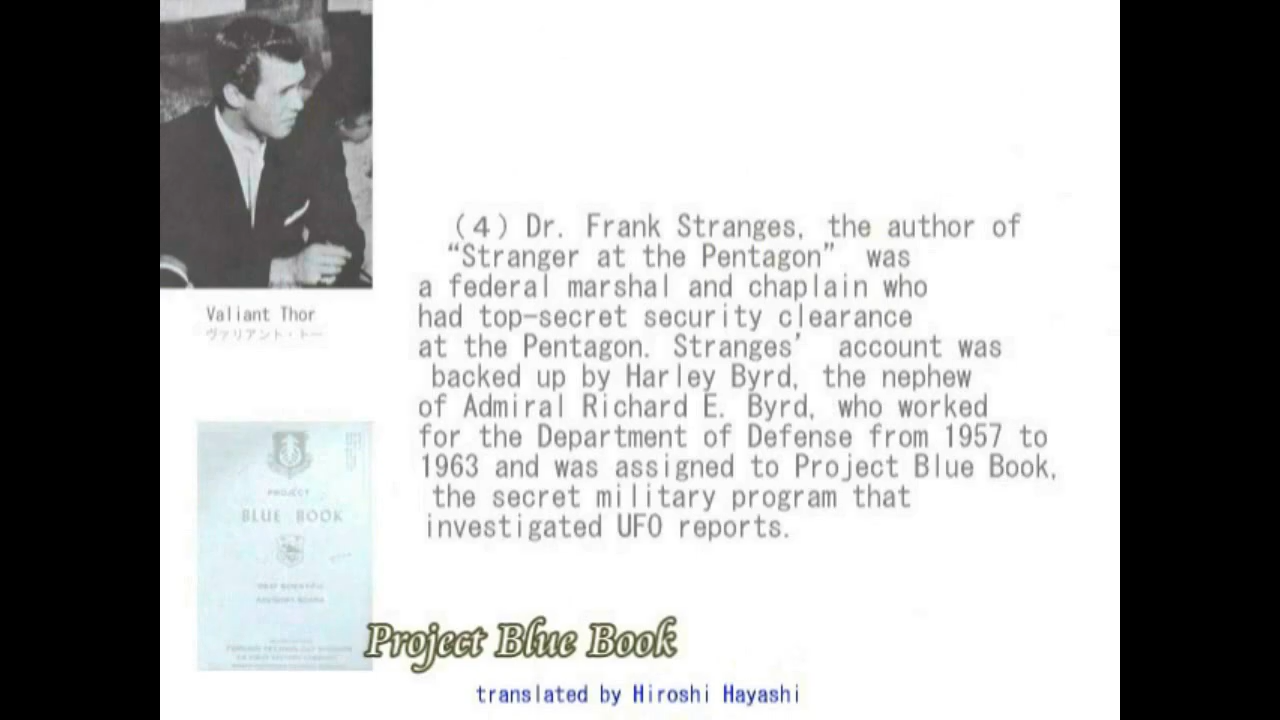 Valiant Thor
ヴァリアント・トー
(4) Dr. Frank Stranges, the author of
“Stranger at the Pentagon” was
a federal marshal and chaplain who
had top-secret security clearance
at the Pentagon. Stranges’ account was
backed up by Harley Byrd, the nephew
of Admiral Richard E. Byrd, who worked
for the Department of Defense from 1957 to
1963 and was assigned to Project Blue Book,
the secret military program that
investigated UFO reports.
PROJECT
BLUE BOOK
Project Blue Book
translated by Hiroshi Hayashi